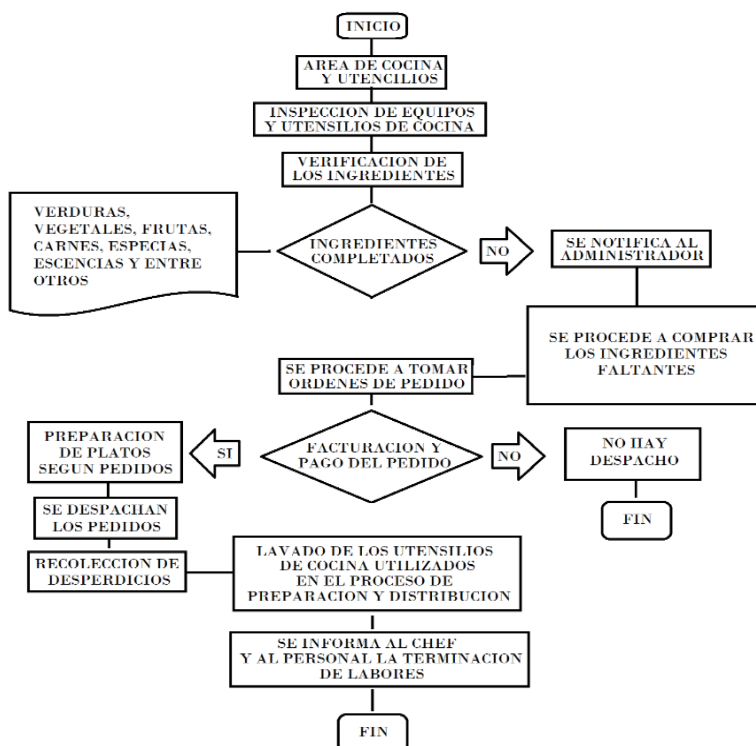 INICIO
AREA DE COCINA
Y UTENCILIOS
INSPECCION DE EQUIPOS
Y UTENSILIOS DE COCINA
VERIFICACION DE
LOS INGREDIENTES
VERDURAS,
VEGETALES, FRUTAS,
CARNES, ESPECIAS,
ESCENCIAS Y ENTRE
OTROS
INGREDIENTES
COMPLETADOS
NO
SE NOTIFICA AL
ADMINISTRADOR
SE PROCEDE A COMPRAR
LOS INGREDIENTES
FALTANTES
SE PROCEDE A TOMAR
ORDENES DE PEDIDO
FACTURACION Y
PAGO DEL PEDIDO
SI
PREPARACION
DE PLATOS
SEGUN PEDIDOS
NO
NO HAY
DESPACHO
FIN
SE DESPACHAN
LOS PEDIDOS
RECOLECCION DE
DESPERDICIOS
LAVADO DE LOS UTENSILIOS
DE COCINA UTILIZADOS
EN EL PROCESO DE
PREPARACION Y DISTRIBUCION
SE INFORMA AL CHEF
Y AL PERSONAL LA TERMINACION
DE LABORES
FIN